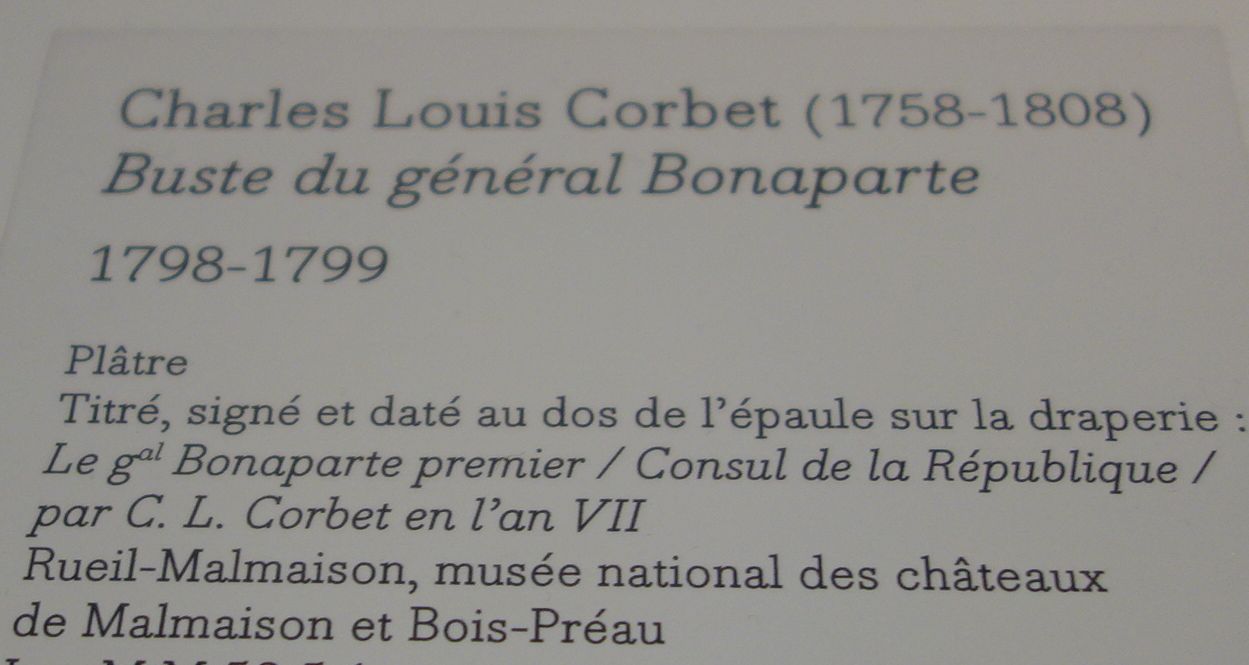 Charles Louis Corbet (1758-1808)
Buste du général Bonaparte
1798-1799
Plâtre
Titré, signé et daté au dos de l'épaule sur la draperie :
Le gal Bonaparte premier / Consul de la République /
par C. L. Corbet en l'an VII
Rueil-Malmaison, musée national des châteaux
de Malmaison et Bois-Préau